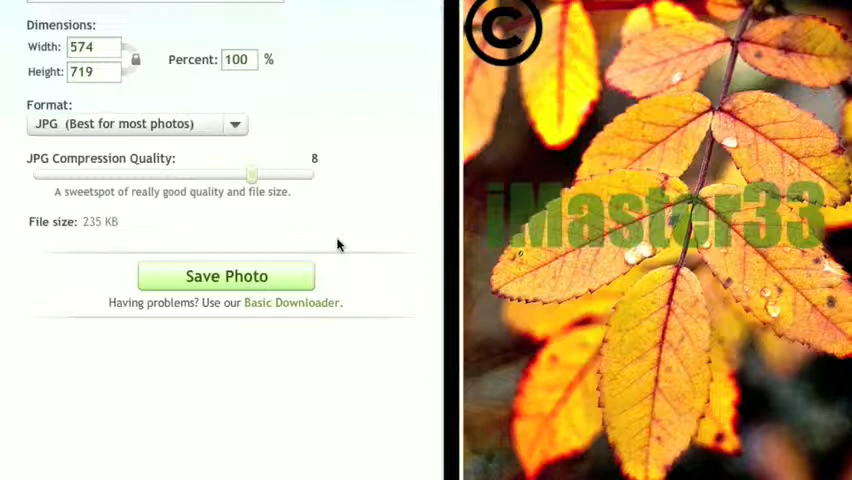 Dimensions:
Width: 574
Height: 719
Percent: 100 %
Format:
JPG (Best for most photos)
JPG Compression Quality: 8
A sweetspot of really good quality and file size.
File size: 235 KB
Save Photo
Having problems? Use our Basic Downloader.
©
iMaster33